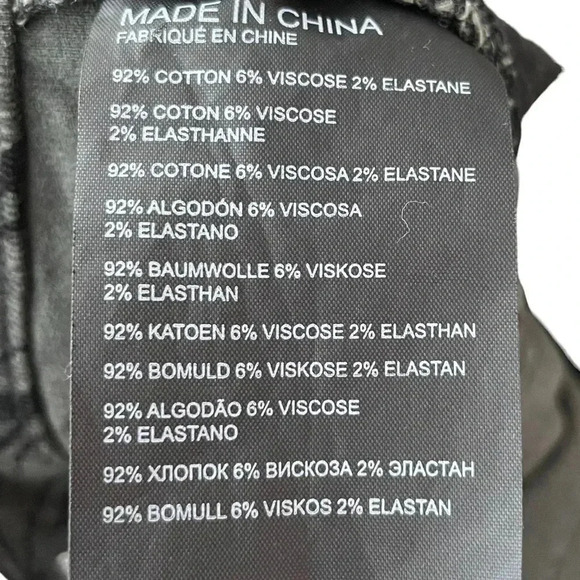 MADE IN CHINA
FABRIQUÉ EN CHINE
92% COTTON 6% VISCOSE 2% ELASTANE
92% COTON 6% VISCOSE
2% ELASTHANNE
92% COTONE 6% VISCOSA 2% ELASTANE
92% ALGODÓN 6% VISCOSA
2% ELASTANO
92% BAUMWOLLE 6% VISKOSE
2% ELASTHAN
92% KATOEN 6% VISCOSE 2% ELASTHAN
92% BOMULD 6% VISKOSE 2% ELASTAN
92% ALGODÃO 6% VISCOSE
2% ELASTANO
92% ХЛОПОК 6% ВИСКОЗА 2% ЭЛАСТАН
92% BOMULL 6% VISKOS 2% ELASTAN